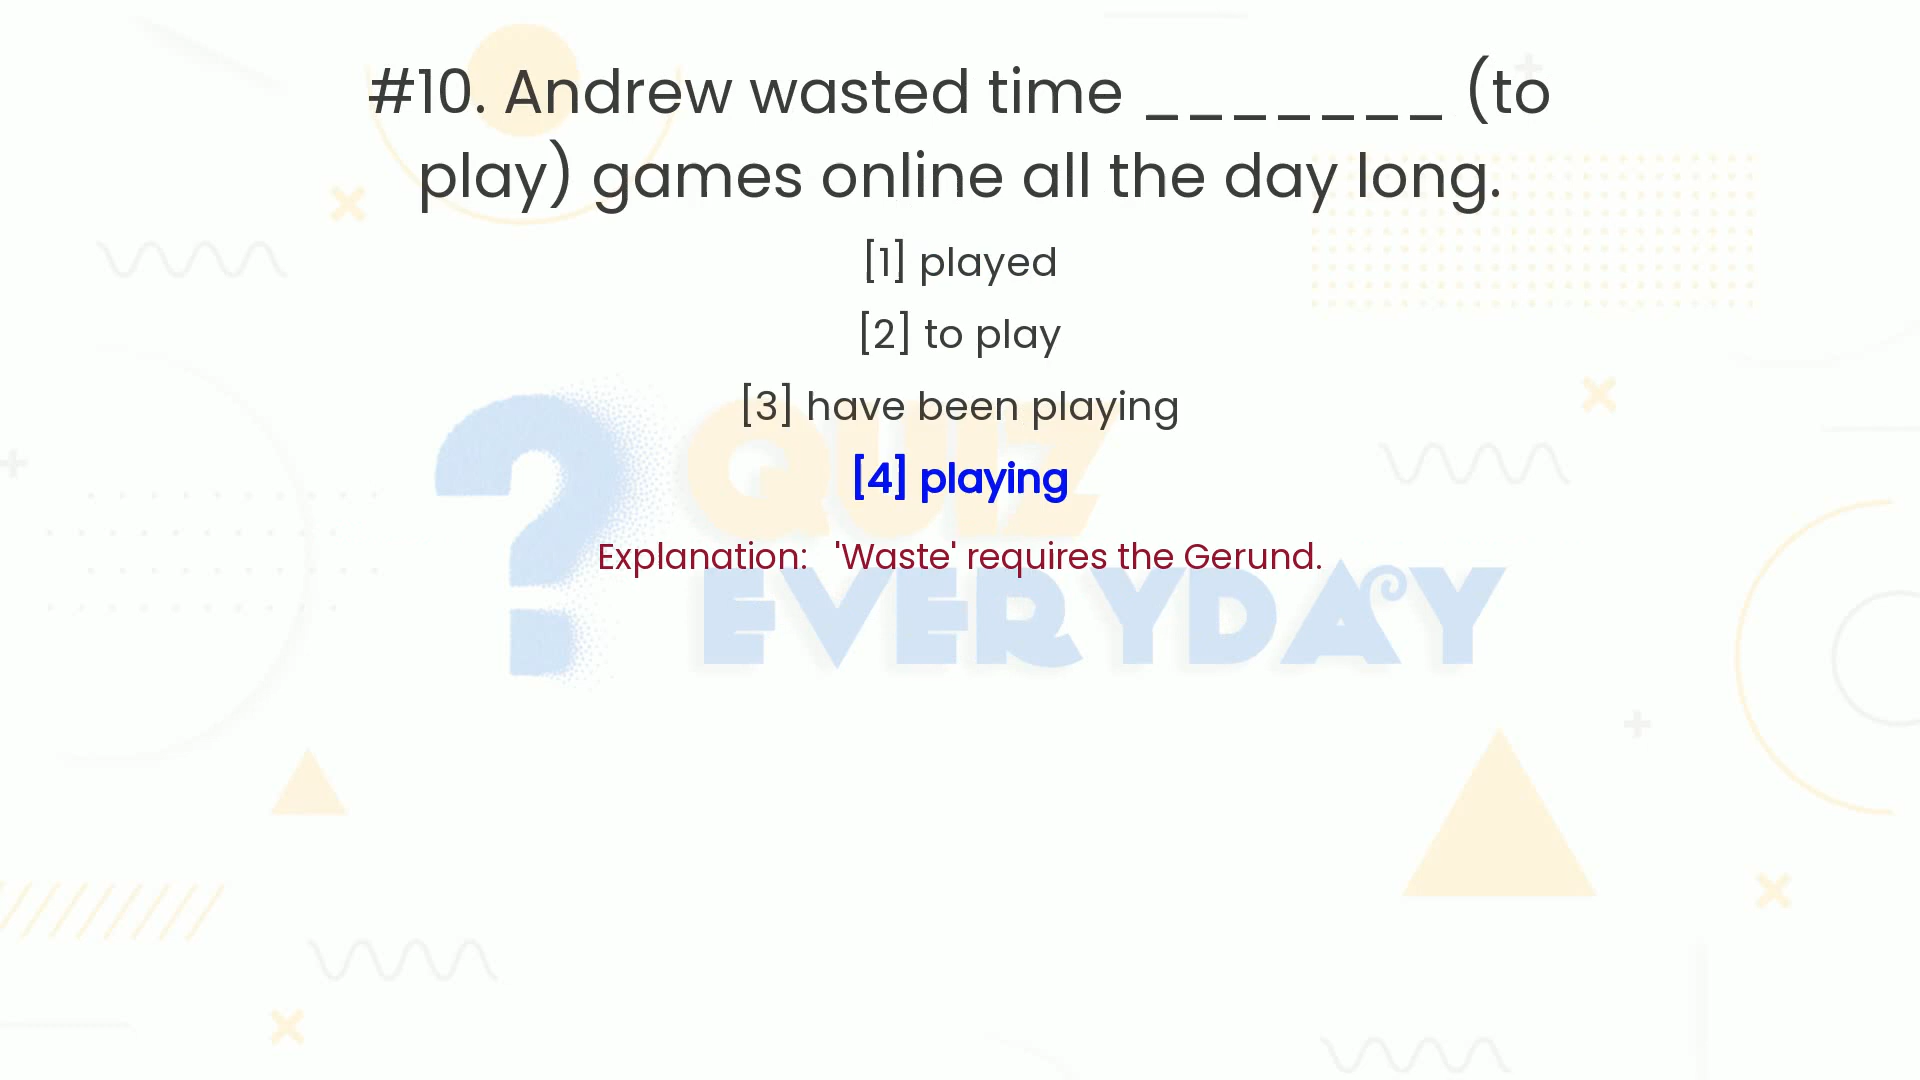 #10. Andrew wasted time _______ (to
play) games online all the day long.
[1] played
[2] to play
[3] have been playing
[4] playing
Explanation: 'Waste' requires the Gerund.
? QUIZ
EVERYDAY